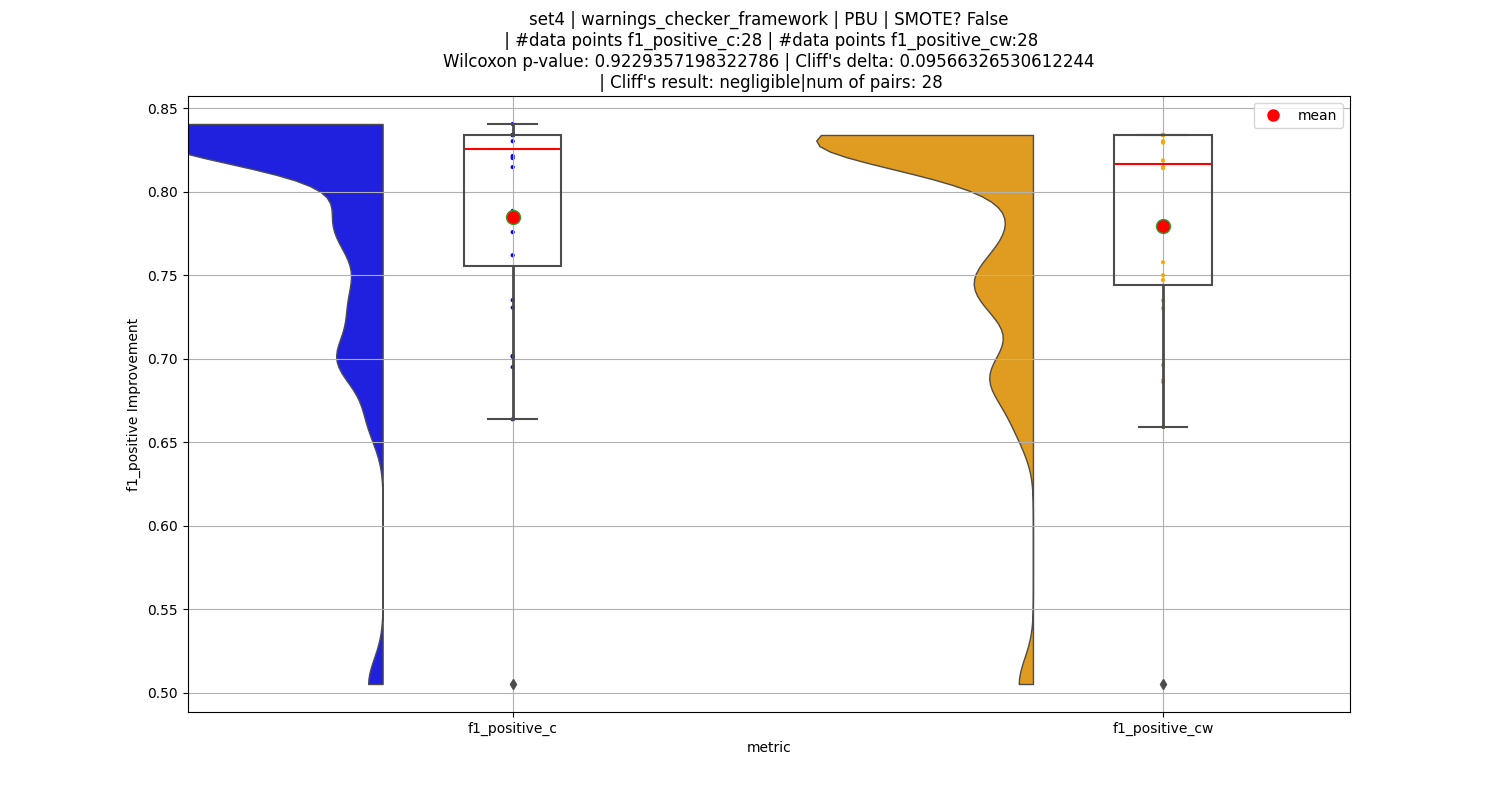 set4 | warnings_checker_framework | PBU | SMOTE? False
| #data points f1_positive_c:28 | #data points f1_positive_cw:28
Wilcoxon p-value: 0.9229357198322786 | Cliff's delta: 0.09566326530612244
| Cliff's result: negligible|num of pairs: 28
mean
0.85
0.80
0.75
0.70
0.65
0.60
0.55
0.50
f1_positive Improvement
f1_positive_c
f1_positive_cw
metric